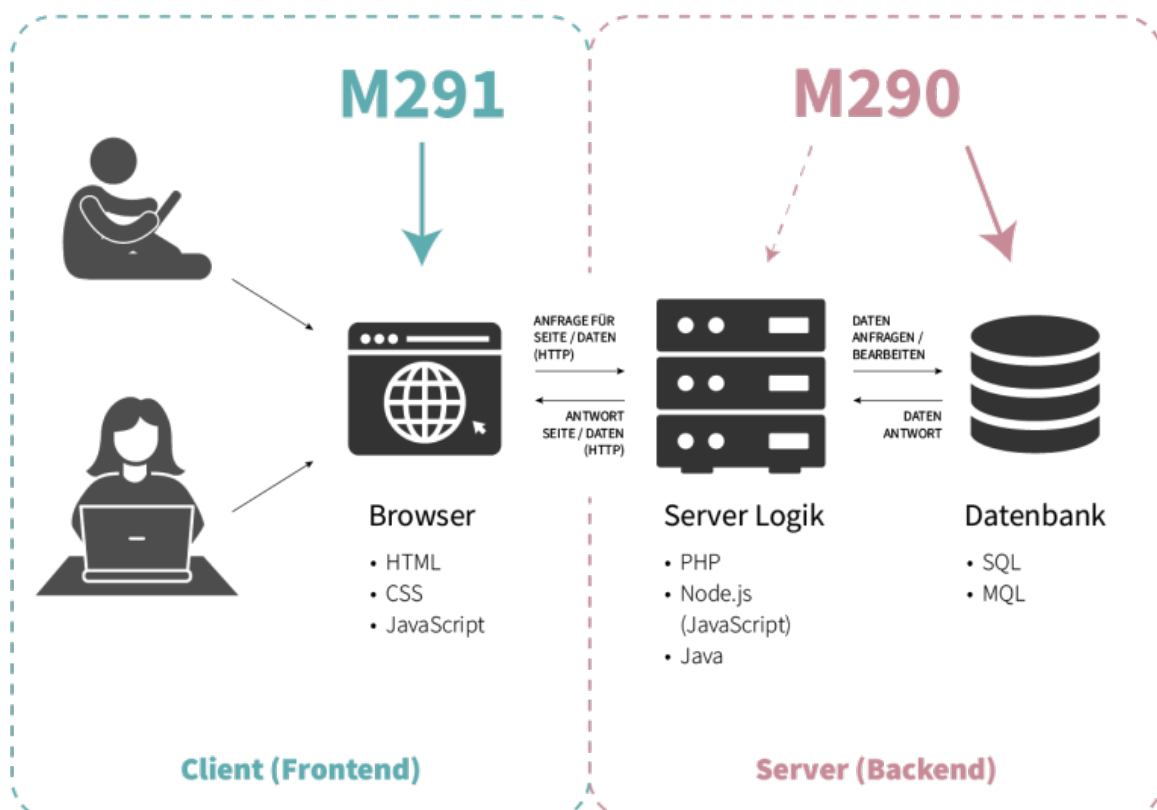 M291
M290
ANFRAGE FÜR
SEITE / DATEN
(HTTP)
ANTWORT
SEITE / DATEN
(HTTP)
DATEN
ANFRAGEN /
BEARBEITEN
DATEN
ANTWORT
Browser
• HTML
• CSS
• JavaScript
Server Logik
• PHP
• Node.js
(JavaScript)
• Java
Datenbank
• SQL
• MQL
Client (Frontend)
Server (Backend)